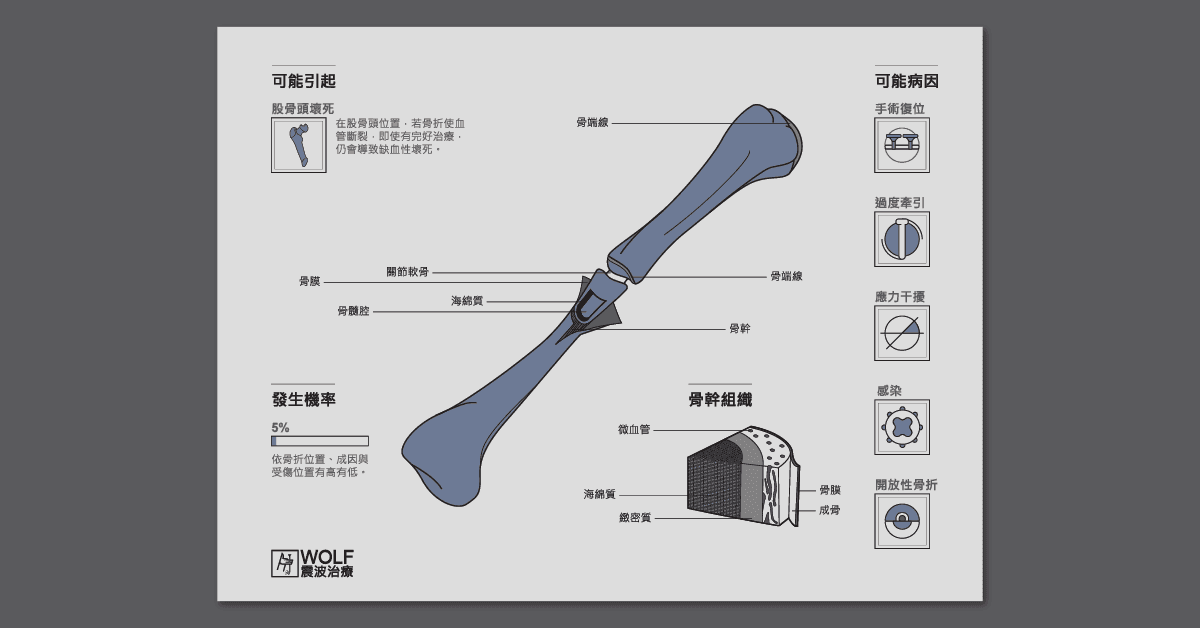 可能引起
股骨頭壞死
在股骨頭位置，若骨折使血
管斷裂，即使有完好治療，
仍會導致缺血性壞死。
骨端線
關節軟骨
骨膜
海綿質
骨髓腔
骨端線
骨幹
發生機率
5%
依骨折位置、成因與
受傷位置有高有低。
骨幹組織
微血管
海綿質
緻密質
骨膜
成骨
可能病因
手術復位
過度牽引
應力干擾
感染
開放性骨折
WOLF
震波治療